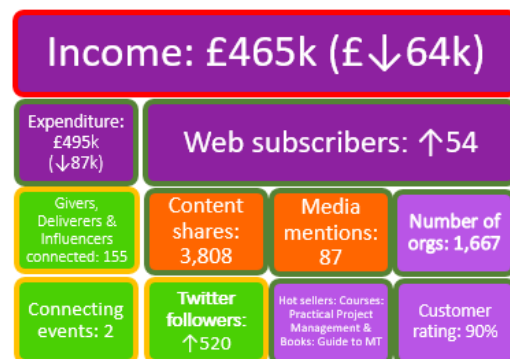 Income: £465k (£↓64k)
Expenditure:
£495k
(↓87k)
Web subscribers: ↑54
Givers,
Deliverers &
Influencers
connected: 155
Content
shares:
3,808
Media
mentions:
87
Number of
orgs: 1,667
Connecting
events: 2
Twitter
followers:
↑520
Hot sellers: Courses:
Practical Project
Management &
Books: Guide to MT
Customer
rating: 90%